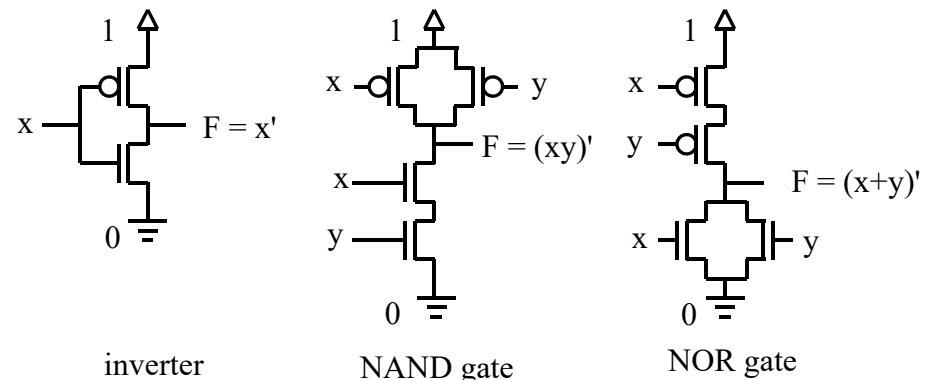 1
x
F = x'
0
inverter
1
x
y
F = (xy)'
x
y
0
NAND gate
1
x
y
F = (x+y)'
x
y
0
NOR gate